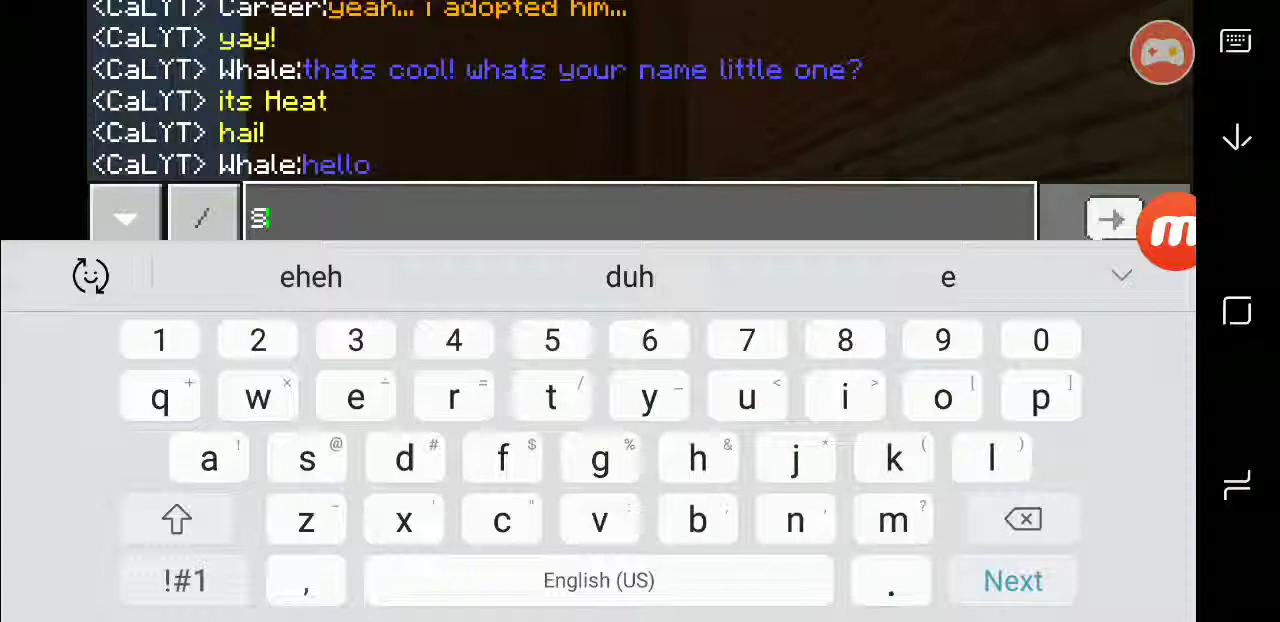 <CaLYT> Career:yeah... i adopted him...
<CaLYT> yay!
<CaLYT> Whale:thats cool! whats your name little one?
<CaLYT> its Heat
<CaLYT> hai!
<CaLYT> Whale:hello
/
eheh duh e
1 2 3 4 5 6 7 8 9 0
q + w × e ÷ r = t / y _ u < i > o [ p ]
a ! s @ d # f $ g % h & j * k ( l )
z - x ' c " v : b ; n , m ?
!#1 , English (US) . Next